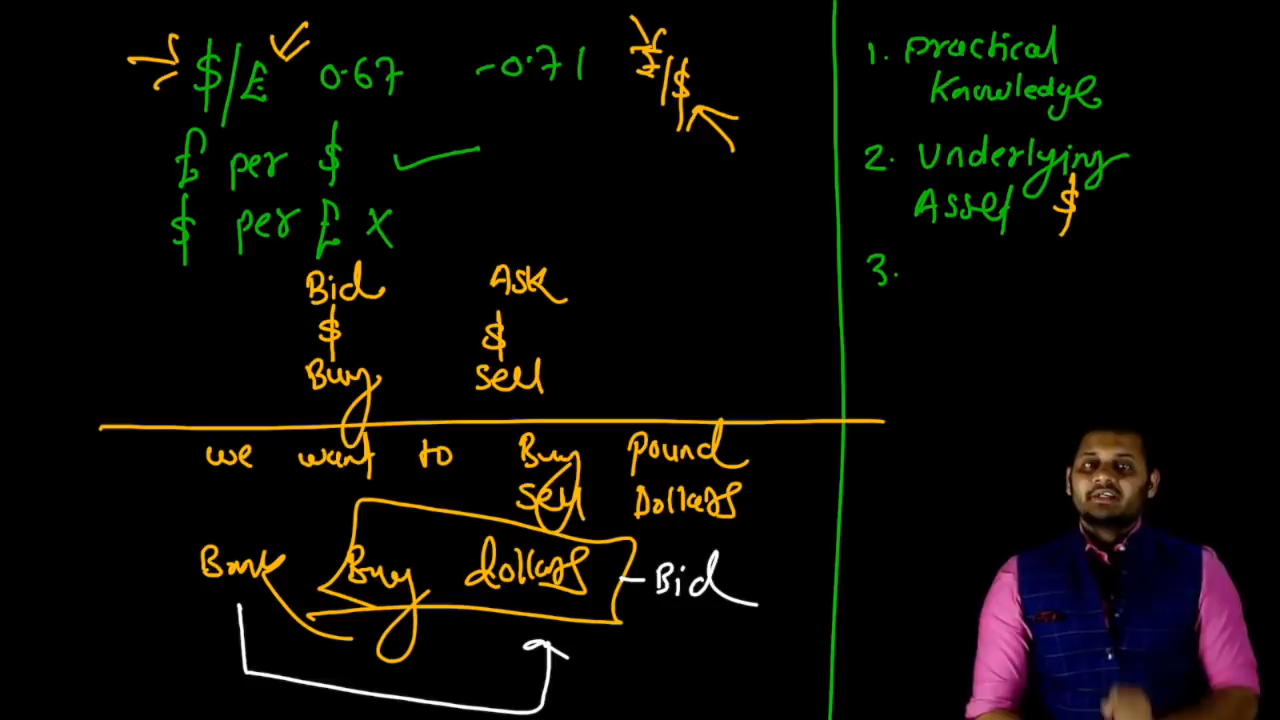 $/£ 0.67 -0.71 £/$
£ per $ ✓
$ per £ x
Bid Ask
$ $
Buy Sell
we want to Buy pound
Sell Dollars
Bank Buy dollars - Bid
1. Practical
Knowledge
2. Underlying
Asset $
3.